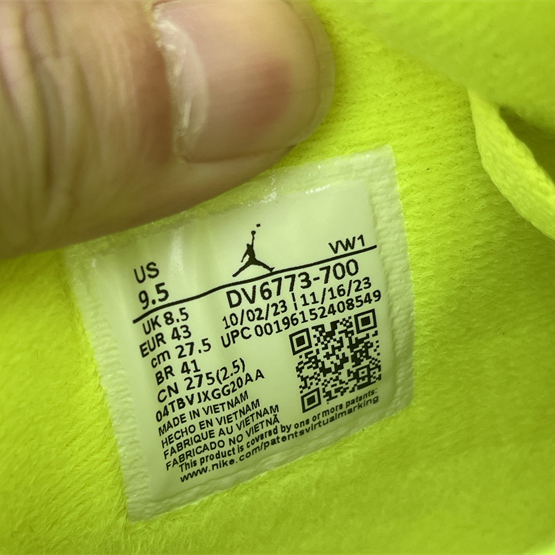 US VW1
9.5 DV6773-700
UK 8.5 10/02/23 | 11/16/23
EUR 43 UPC 00196152408549
cm 27.5
BR 41
CN 275(2.5)
04TBVJXGG20AA
MADE IN VIETNAM
HECHO EN VIETNAM
FABRIQUE AU VIETNAM
FABRICADO NO VIETNÃ
This product is covered by one or more patents.
www.nike.com/patentsvirtualmarking